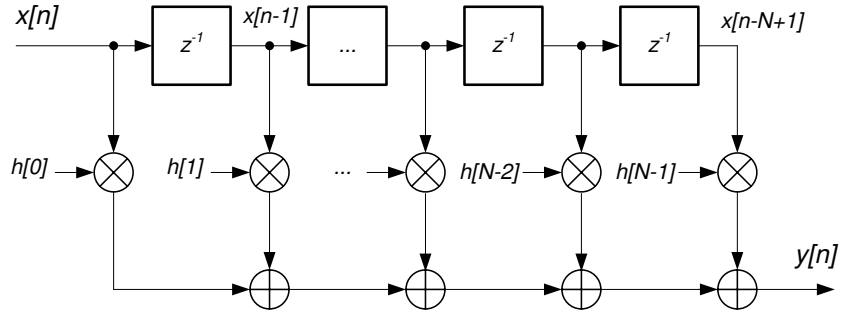 x[n] x[n-1] x[n-N+1]
z-1 ... z-1 z-1
h[0] h[1] ... h[N-2] h[N-1]
y[n]